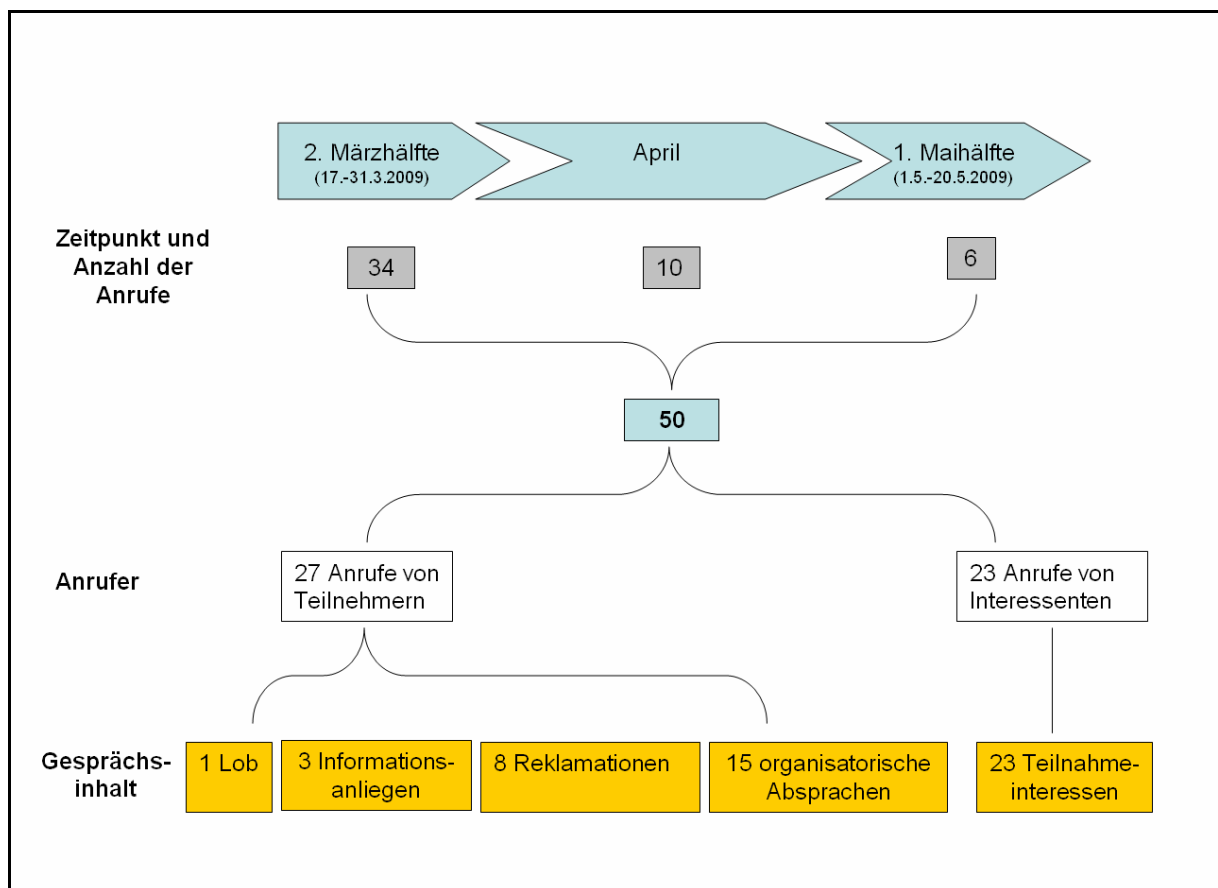 2. Märzhälfte
(17.-31.3.2009)
April
1. Maihälfte
(1.5.-20.5.2009)
Zeitpunkt und
Anzahl der
Anrufe
34
10
6
50
Anrufer
27 Anrufe von
Teilnehmern
23 Anrufe von
Interessenten
Gesprächs-
inhalt
1 Lob
3 Informations-
anliegen
8 Reklamationen
15 organisatorische
Absprachen
23 Teilnahme-
interessen